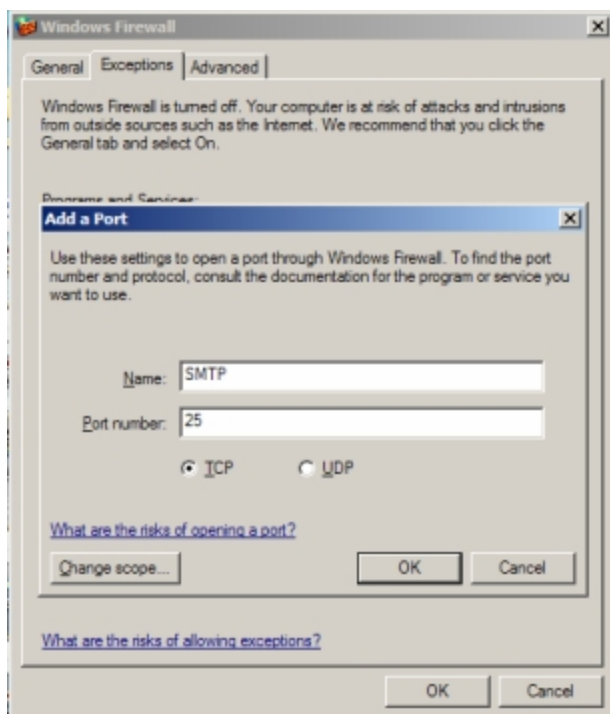 Windows Firewall
General Exceptions Advanced
Windows Firewall is turned off. Your computer is at risk of attacks and intrusions
from outside sources such as the Internet. We recommend that you click the
General tab and select On.
Programs and Services:
Add a Port
Use these settings to open a port through Windows Firewall. To find the port
number and protocol, consult the documentation for the program or service you
want to use.
Name: SMTP
Port number: 25
TCP UDP
What are the risks of opening a port?
Change scope... OK Cancel
What are the risks of allowing exceptions?
OK Cancel